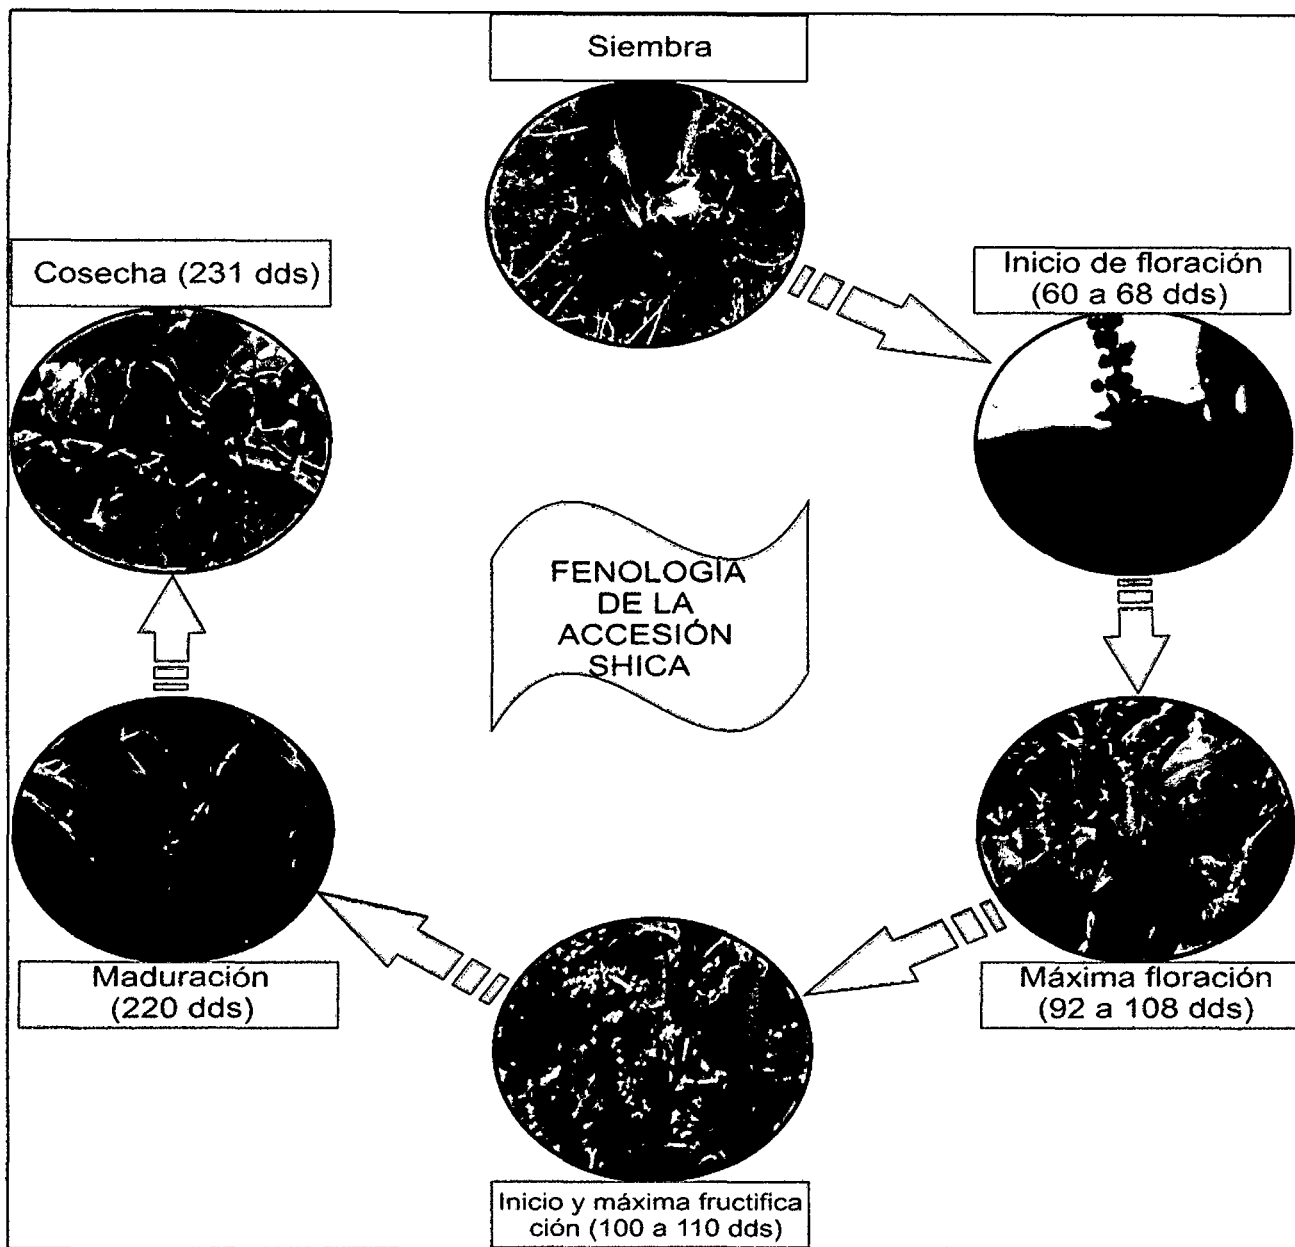 Siembra
Inicio de floración
(60 a 68 dds)
Máxima floración
(92 a 108 dds)
Inicio y máxima fructifica
ción (100 a 110 dds)
Maduración
(220 dds)
Cosecha (231 dds)
FENOLOGÍA
DE LA
ACCESIÓN
SHICA